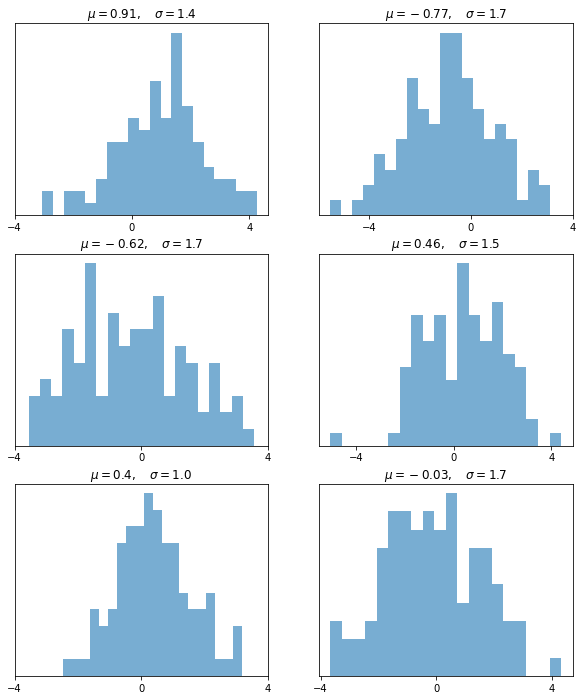 μ = 0.91, σ = 1.4
−4 0 4
μ = −0.77, σ = 1.7
−4 0 4
μ = −0.62, σ = 1.7
−4 0 4
μ = 0.46, σ = 1.5
−4 0 4
μ = 0.4, σ = 1.0
−4 0 4
μ = −0.03, σ = 1.7
−4 0 4